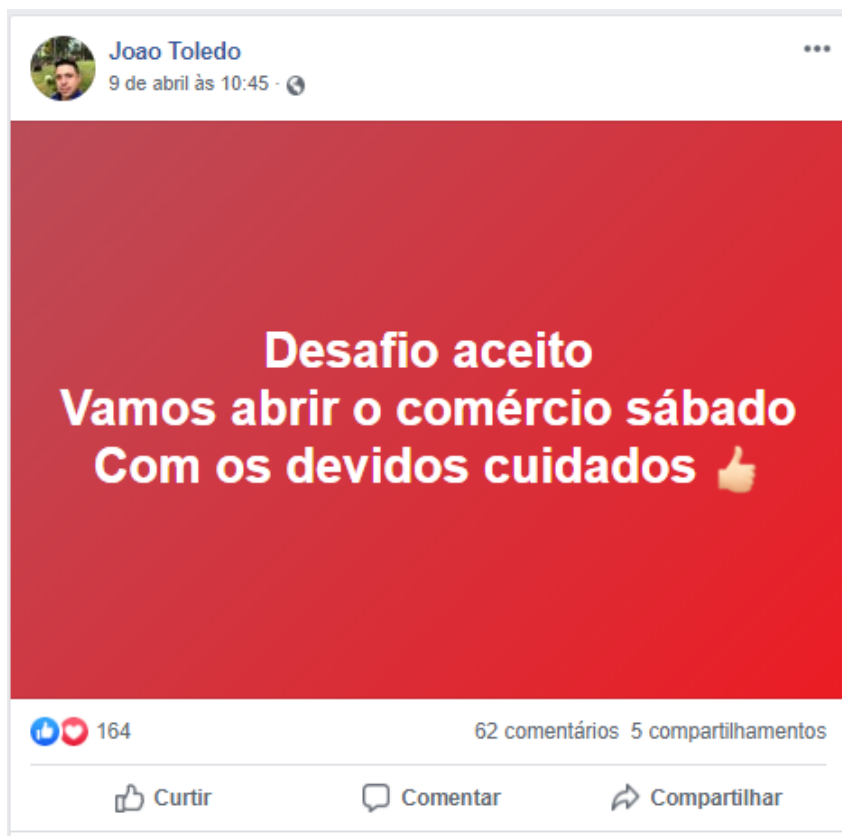 Joao Toledo
9 de abril às 10:45 ·
Desafio aceito
Vamos abrir o comércio sábado
Com os devidos cuidados 👍🏻
164
62 comentários 5 compartilhamentos
Curtir Comentar Compartilhar